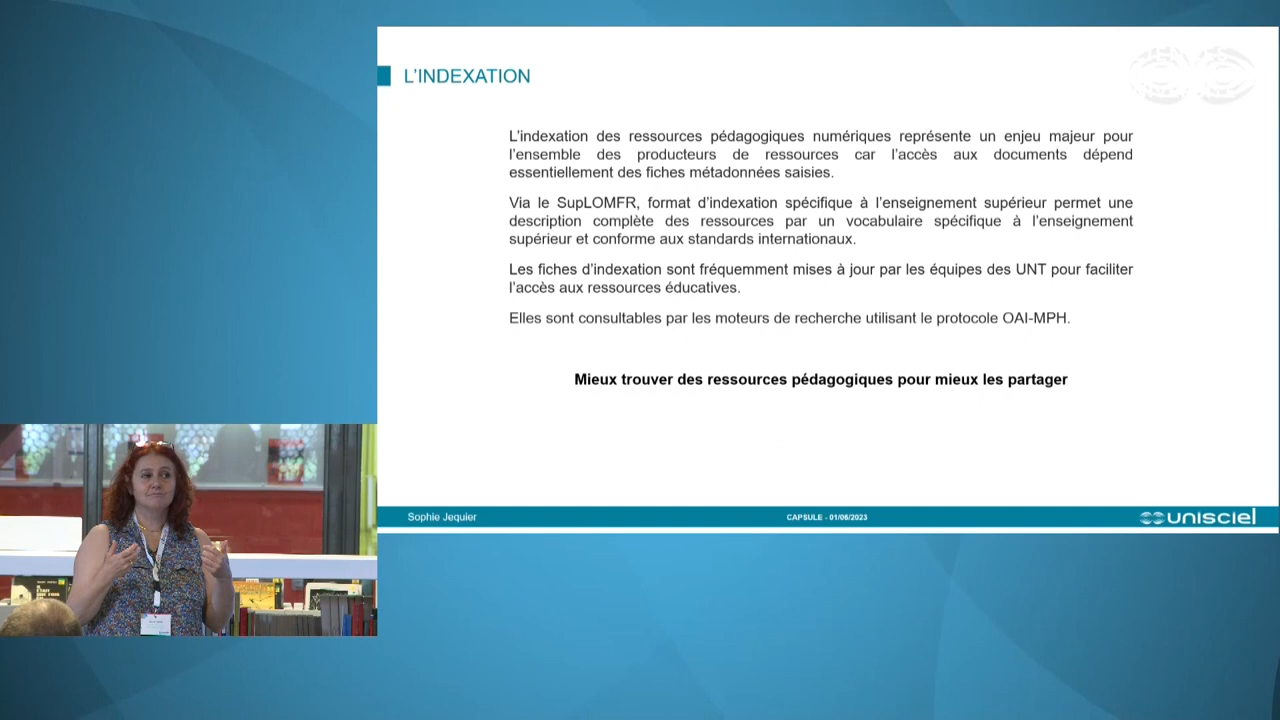 L'INDEXATION
L'indexation des ressources pédagogiques numériques représente un enjeu majeur pour
l'ensemble des producteurs de ressources car l'accès aux documents dépend
essentiellement des fiches métadonnées saisies.
Via le SupLOMFR, format d'indexation spécifique à l'enseignement supérieur permet une
description complète des ressources par un vocabulaire spécifique à l'enseignement
supérieur et conforme aux standards internationaux.
Les fiches d'indexation sont fréquemment mises à jour par les équipes des UNT pour faciliter
l'accès aux ressources éducatives.
Elles sont consultables par les moteurs de recherche utilisant le protocole OAI-MPH.
Mieux trouver des ressources pédagogiques pour mieux les partager
Sophie Jequier
CAPSULE - 01/06/2023
unisciel